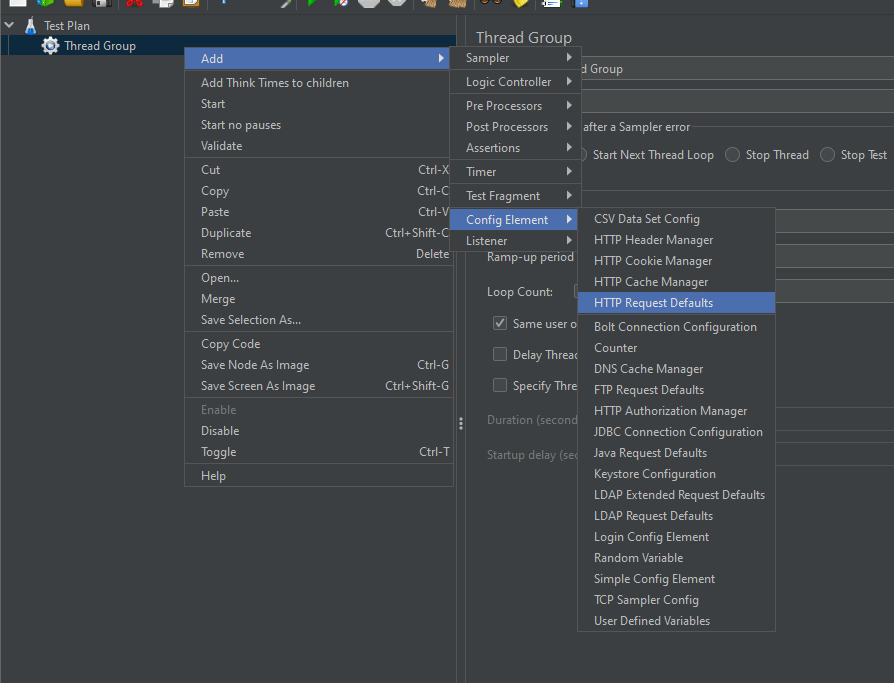 Test Plan
Thread Group
Add
Add Think Times to children
Start
Start no pauses
Validate
Cut Ctrl-X
Copy Ctrl-C
Paste Ctrl-V
Duplicate Ctrl+Shift-C
Remove Delete
Open...
Merge
Save Selection As...
Copy Code
Save Node As Image Ctrl-G
Save Screen As Image Ctrl+Shift-G
Enable
Disable
Toggle Ctrl-T
Help
Sampler
Logic Controller
Pre Processors
Post Processors
Assertions
Timer
Test Fragment
Config Element
Listener
CSV Data Set Config
HTTP Header Manager
HTTP Cookie Manager
HTTP Cache Manager
HTTP Request Defaults
Bolt Connection Configuration
Counter
DNS Cache Manager
FTP Request Defaults
HTTP Authorization Manager
JDBC Connection Configuration
Java Request Defaults
Keystore Configuration
LDAP Extended Request Defaults
LDAP Request Defaults
Login Config Element
Random Variable
Simple Config Element
TCP Sampler Config
User Defined Variables
Thread Group
d Group
after a Sampler error
Start Next Thread Loop Stop Thread Stop Test
Ramp-up period
Loop Count:
Same user o
Delay Threa
Specify Thre
Duration (second
Startup delay (sec